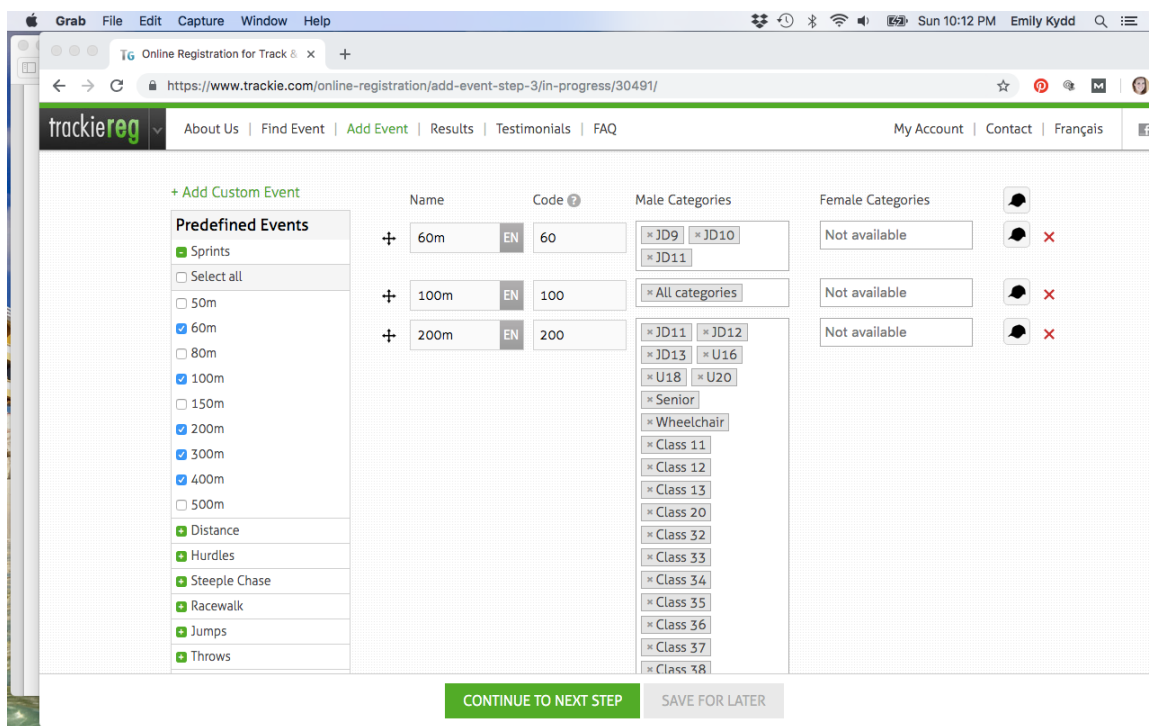 Grab File Edit Capture Window Help Sun 10:12 PM Emily Kydd
TG Online Registration for Track &
https://www.trackie.com/online-registration/add-event-step-3/in-progress/30491/
trackiereg About Us | Find Event | Add Event | Results | Testimonials | FAQ My Account | Contact | Français
+ Add Custom Event
Predefined Events
Sprints
Select all
50m
60m
80m
100m
150m
200m
300m
400m
500m
Distance
Hurdles
Steeple Chase
Racewalk
Jumps
Throws
Name Code ? Male Categories Female Categories
60m EN 60 × JD9 × JD10 Not available
× JD11
100m EN 100 × All categories Not available
200m EN 200 × JD11 × JD12 Not available
× JD13 × U16
× U18 × U20
× Senior
× Wheelchair
× Class 11
× Class 12
× Class 13
× Class 20
× Class 32
× Class 33
× Class 34
× Class 35
× Class 36
× Class 37
× Class 38
CONTINUE TO NEXT STEP SAVE FOR LATER